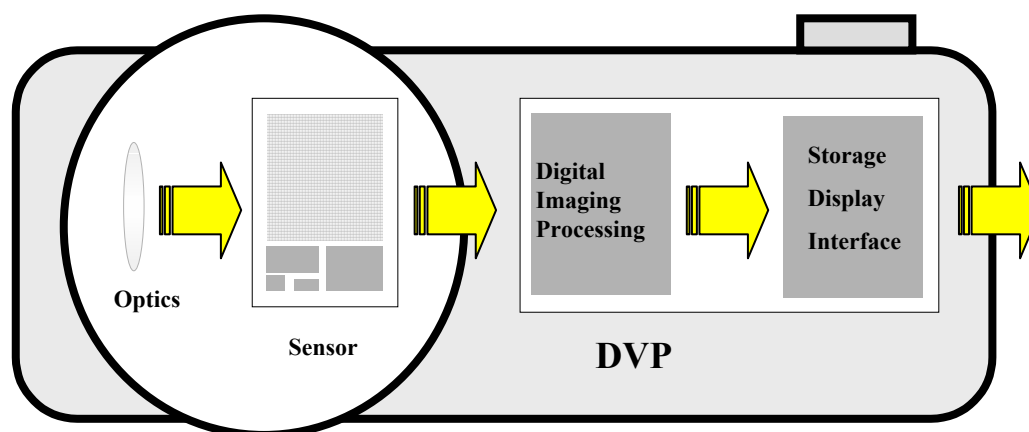 Optics
Sensor
Digital
Imaging
Processing
Storage
Display
Interface
DVP